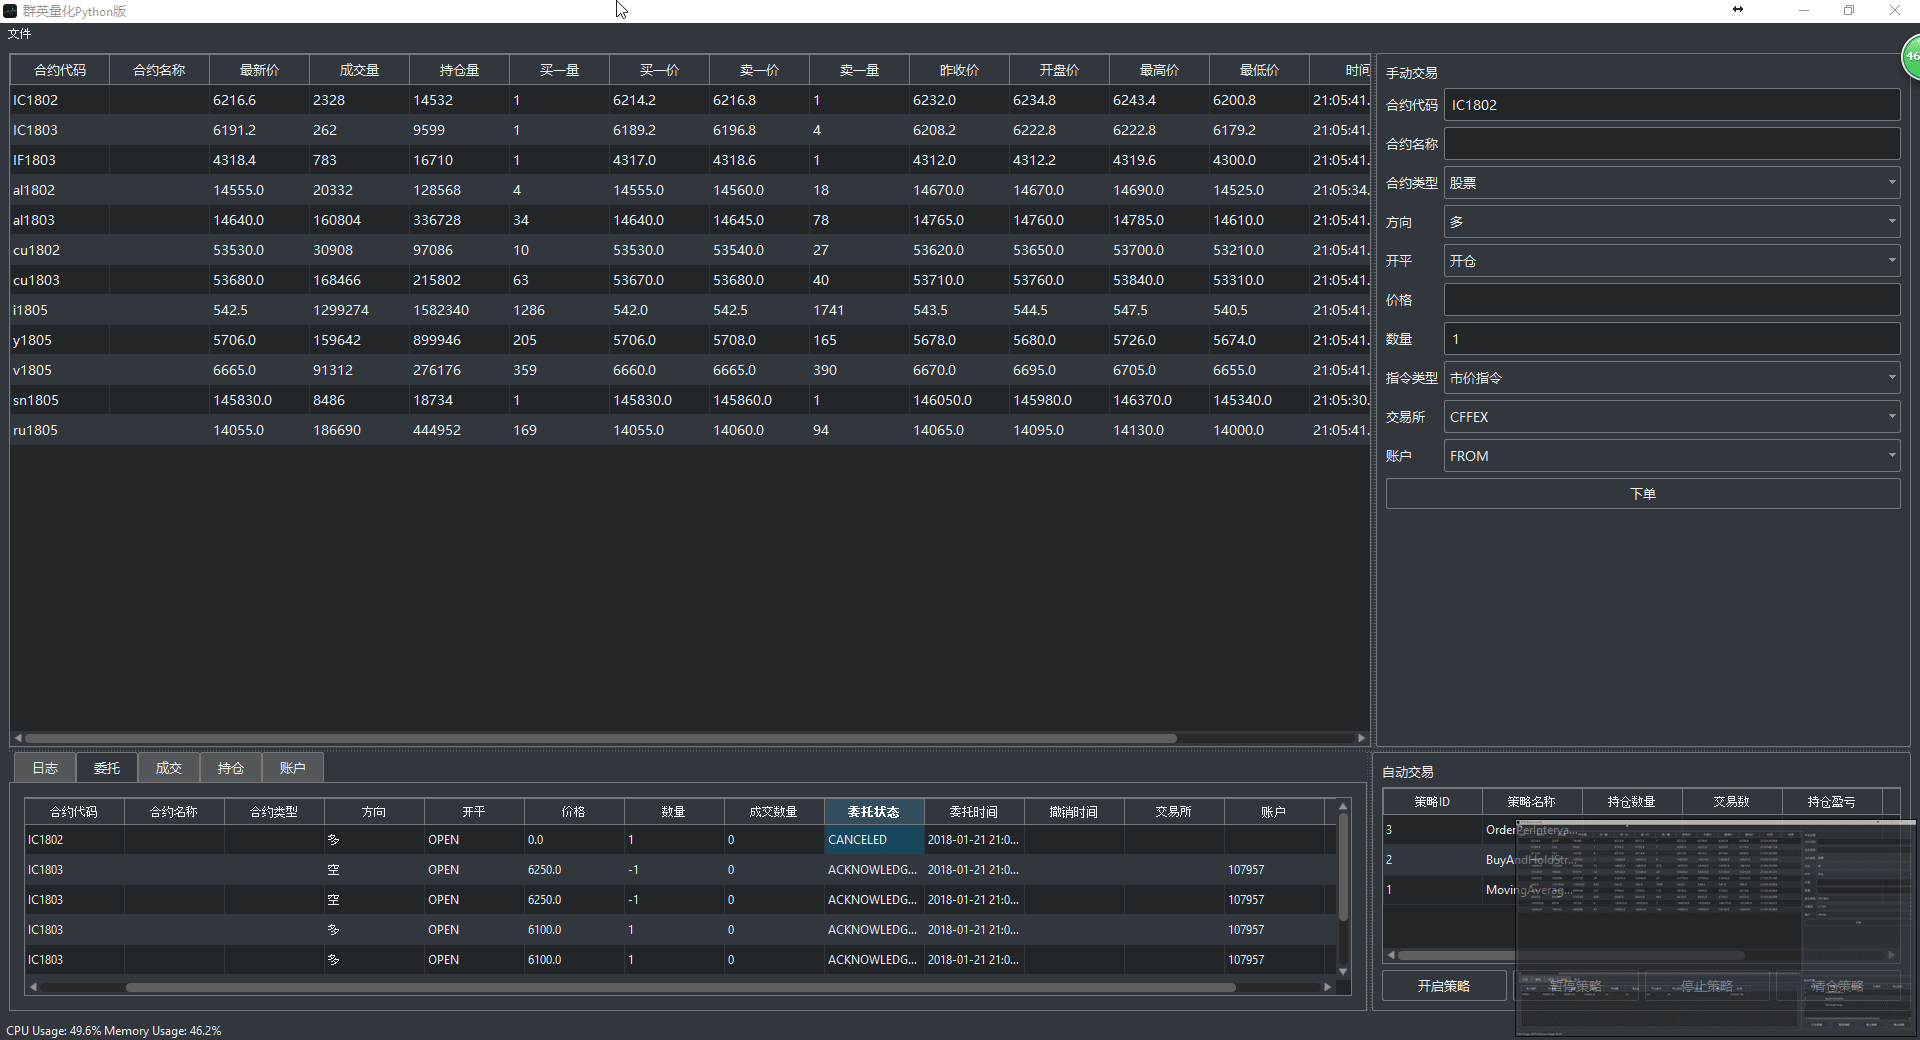 群英量化Python版
文件
合约代码 合约名称 最新价 成交量 持仓量 买一量 买一价 卖一价 卖一量 昨收价 开盘价 最高价 最低价 时间
IC1802 6216.6 2328 14532 1 6214.2 6216.8 1 6232.0 6234.8 6243.4 6200.8 21:05:41.
IC1803 6191.2 262 9599 1 6189.2 6196.8 4 6208.2 6222.8 6222.8 6179.2 21:05:41.
IF1803 4318.4 783 16710 1 4317.0 4318.6 1 4312.0 4312.2 4319.6 4300.0 21:05:41.
al1802 14555.0 20332 128568 4 14555.0 14560.0 18 14670.0 14670.0 14690.0 14525.0 21:05:34.
al1803 14640.0 160804 336728 34 14640.0 14645.0 78 14765.0 14760.0 14785.0 14610.0 21:05:41.
cu1802 53530.0 30908 97086 10 53530.0 53540.0 27 53620.0 53650.0 53700.0 53210.0 21:05:41.
cu1803 53680.0 168466 215802 63 53670.0 53680.0 40 53710.0 53760.0 53840.0 53310.0 21:05:41.
i1805 542.5 1299274 1582340 1286 542.0 542.5 1741 543.5 544.5 547.5 540.5 21:05:41.
y1805 5706.0 159642 899946 205 5706.0 5708.0 165 5678.0 5680.0 5726.0 5674.0 21:05:41.
v1805 6665.0 91312 276176 359 6660.0 6665.0 390 6670.0 6695.0 6705.0 6655.0 21:05:41.
sn1805 145830.0 8486 18734 1 145830.0 145860.0 1 146050.0 145980.0 146370.0 145340.0 21:05:30.
ru1805 14055.0 186690 444952 169 14055.0 14060.0 94 14065.0 14095.0 14130.0 14000.0 21:05:41.
手动交易
合约代码 IC1802
合约名称
合约类型 股票
方向 多
开平 开仓
价格
数量 1
指令类型 市价指令
交易所 CFFEX
账户 FROM
下单
46
日志 委托 成交 持仓 账户
合约代码 合约名称 合约类型 方向 开平 价格 数量 成交数量 委托状态 委托时间 撤销时间 交易所 账户
IC1802 多 OPEN 0.0 1 0 CANCELED 2018-01-21 21:0...
IC1803 空 OPEN 6250.0 -1 0 ACKNOWLEDG... 2018-01-21 21:0... 107957
IC1803 空 OPEN 6250.0 -1 0 ACKNOWLEDG... 2018-01-21 21:0... 107957
IC1803 多 OPEN 6100.0 1 0 ACKNOWLEDG... 2018-01-21 21:0... 107957
IC1803 多 OPEN 6100.0 1 0 ACKNOWLEDG... 2018-01-21 21:0... 107957
自动交易
策略ID 策略名称 持仓数量 交易数 持仓盈亏
3 OrderPerInterva...
2 BuyAndHoldStr...
1 MovingAverag...
开启策略 暂停策略 停止策略 清仓策略
CPU Usage: 49.6% Memory Usage: 46.2%